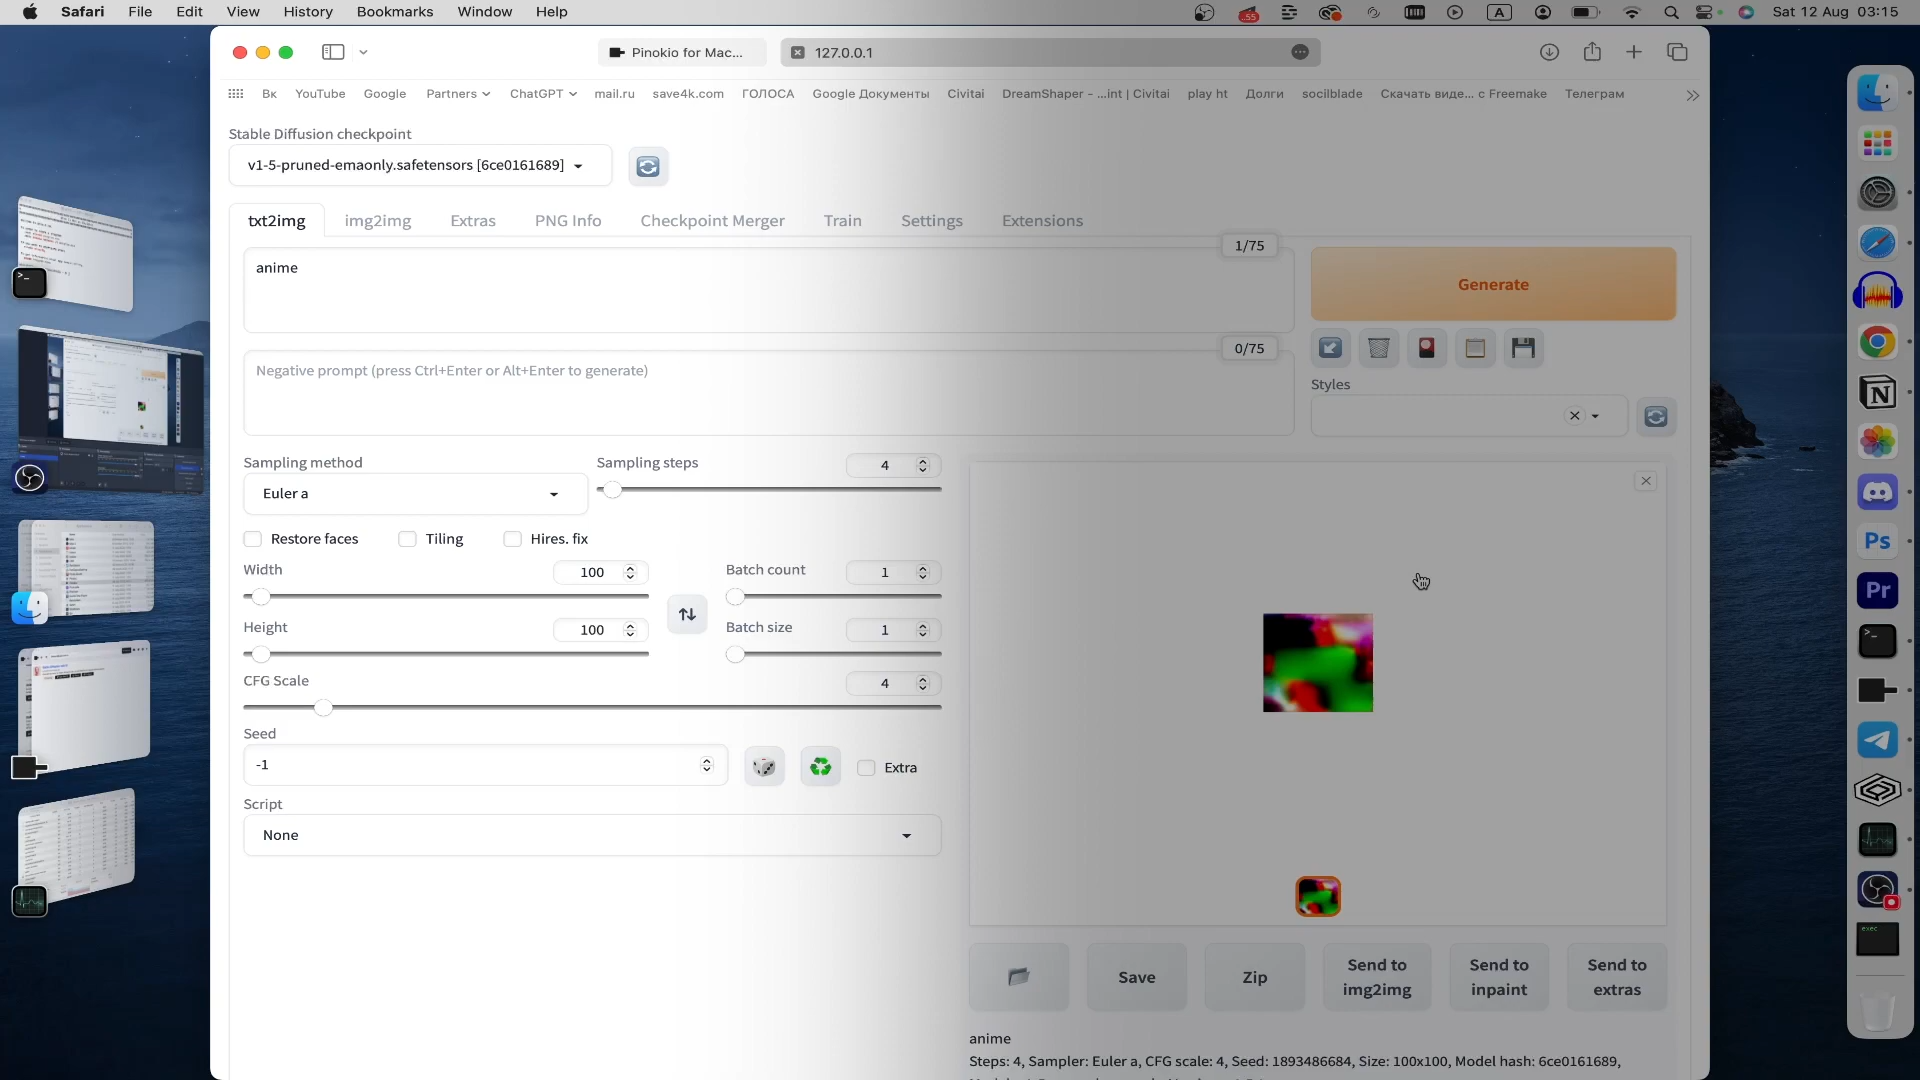 Safari File Edit View History Bookmarks Window Help
.55 A Sat 12 Aug 03:15
Pinokio for Mac... 127.0.0.1
Вк YouTube Google Partners ChatGPT mail.ru save4k.com ГОЛОСА Google Документы Civitai DreamShaper - ...int | Civitai play ht Долги socilblade Скачать виде... с Freemake Телеграм
Stable Diffusion checkpoint
v1-5-pruned-emaonly.safetensors [6ce0161689]
txt2img img2img Extras PNG Info Checkpoint Merger Train Settings Extensions
1/75
anime
Generate
0/75
Negative prompt (press Ctrl+Enter or Alt+Enter to generate)
Styles
Sampling method
Euler a
Sampling steps
4
Restore faces Tiling Hires. fix
Width
100
Batch count
1
Height
100
Batch size
1
CFG Scale
4
Seed
-1
Extra
Script
None
Save
Zip
Send to
img2img
Send to
inpaint
Send to
extras
anime
Steps: 4, Sampler: Euler a, CFG scale: 4, Seed: 1893486684, Size: 100x100, Model hash: 6ce0161689,
N
Ps
Pr
exec